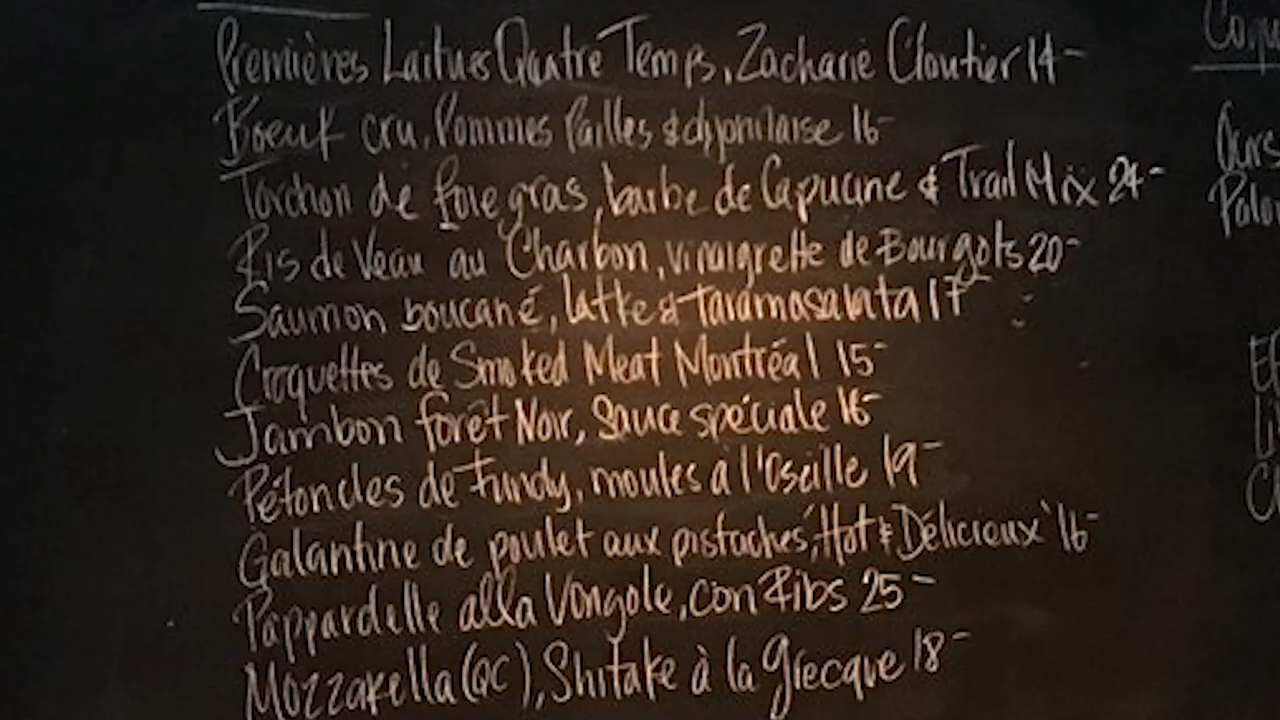 Premières Laitues Quatre Temps, Zacharie Cloutier 14-
Boeuf cru, Pommes Pailles & dijonnaise 16-
Torchon de foie gras, barbe de Capucine & Trail Mix 24-
Ris de Veau au Charbon, vinaigrette de Bourgots 20-
Saumon boucané, latke & taramasalata 17-
Croquettes de Smoked Meat Montréal 15-
Jambon forêt Noir, Sauce spéciale 16-
Pétoncles de Fundy, moules à l'Oseille 19-
Galantine de poulet aux pistaches, "Hot & Délicieux" 16-
Pappardelle alla Vongole, con Ribs 25-
Mozzarella (QC), Shitake à la grecque 18-